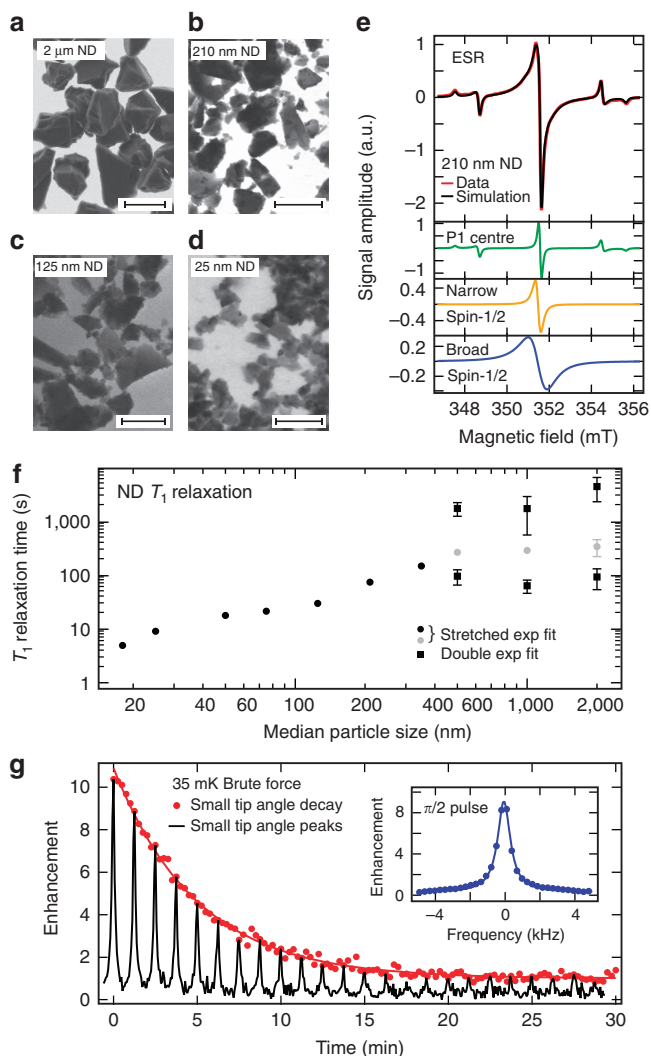 a
2 μm ND
b
210 nm ND
c
125 nm ND
d
25 nm ND
e
ESR
210 nm ND
Data
Simulation
P1 centre
Narrow
Spin-1/2
Broad
Spin-1/2
1
0
−1
−2
1
−1
0.4
−0.4
0.2
−0.2
Signal amplitude (a.u.)
348 350 352 354 356
Magnetic field (mT)
f
ND T1 relaxation
T1 relaxation time (s)
1,000
100
10
1
Stretched exp fit
Double exp fit
20 40 60 100 200 400 600 1,000 2,000
Median particle size (nm)
g
35 mK Brute force
Small tip angle decay
Small tip angle peaks
Enhancement
10
8
6
4
2
0
0 5 10 15 20 25 30
Time (min)
π/2 pulse
Enhancement
8
4
0
−4 0 4
Frequency (kHz)